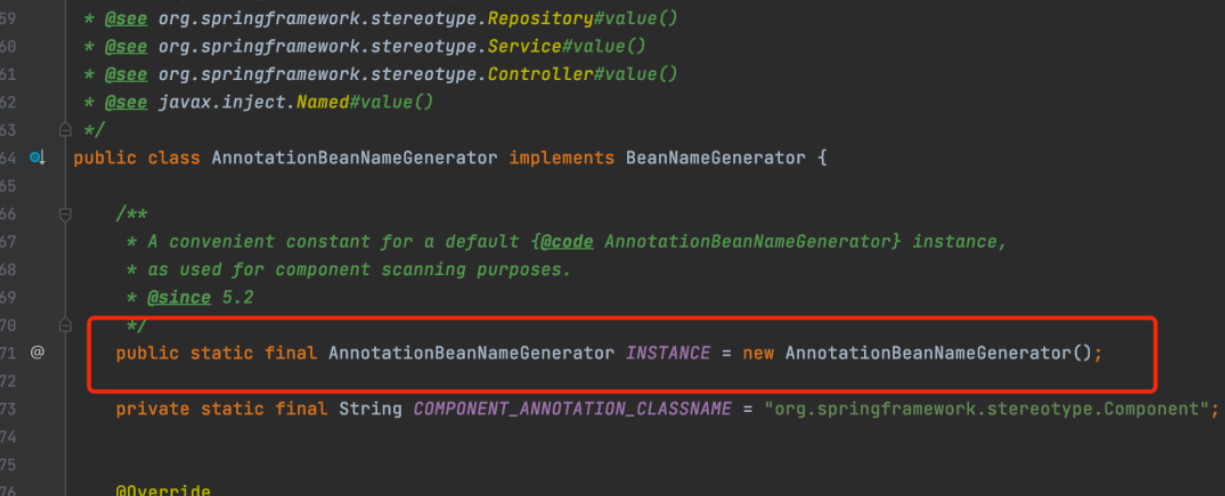 59 * @see org.springframework.stereotype.Repository#value()
60 * @see org.springframework.stereotype.Service#value()
61 * @see org.springframework.stereotype.Controller#value()
62 * @see javax.inject.Named#value()
63 */
64 public class AnnotationBeanNameGenerator implements BeanNameGenerator {
65
66 /**
67 * A convenient constant for a default {@code AnnotationBeanNameGenerator} instance,
68 * as used for component scanning purposes.
69 * @since 5.2
70 */
71 @ public static final AnnotationBeanNameGenerator INSTANCE = new AnnotationBeanNameGenerator();
72
73 private static final String COMPONENT_ANNOTATION_CLASSNAME = "org.springframework.stereotype.Component";
74
75
76 @Override